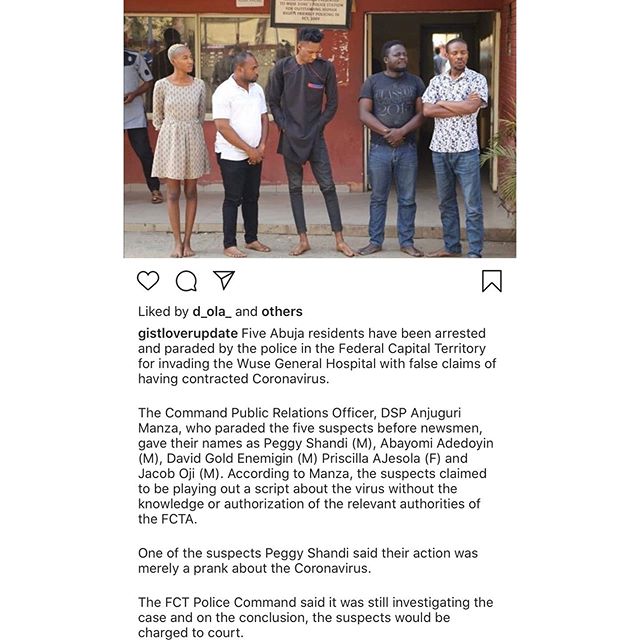 TO WUSE ZONE 3 POLICE STATION
FOR OUTSTANDING HUMAN
RIGHTS FRIENDLY POLICING IN
CLASS OF
Liked by d_ola_ and others
gistloverupdate Five Abuja residents have been arrested
and paraded by the police in the Federal Capital Territory
for invading the Wuse General Hospital with false claims of
having contracted Coronavirus.
The Command Public Relations Officer, DSP Anjuguri
Manza, who paraded the five suspects before newsmen,
gave their names as Peggy Shandi (M), Abayomi Adedoyin
(M), David Gold Enemigin (M) Priscilla AJesola (F) and
Jacob Oji (M). According to Manza, the suspects claimed
to be playing out a script about the virus without the
knowledge or authorization of the relevant authorities of
the FCTA.
One of the suspects Peggy Shandi said their action was
merely a prank about the Coronavirus.
The FCT Police Command said it was still investigating the
case and on the conclusion, the suspects would be
charged to court.